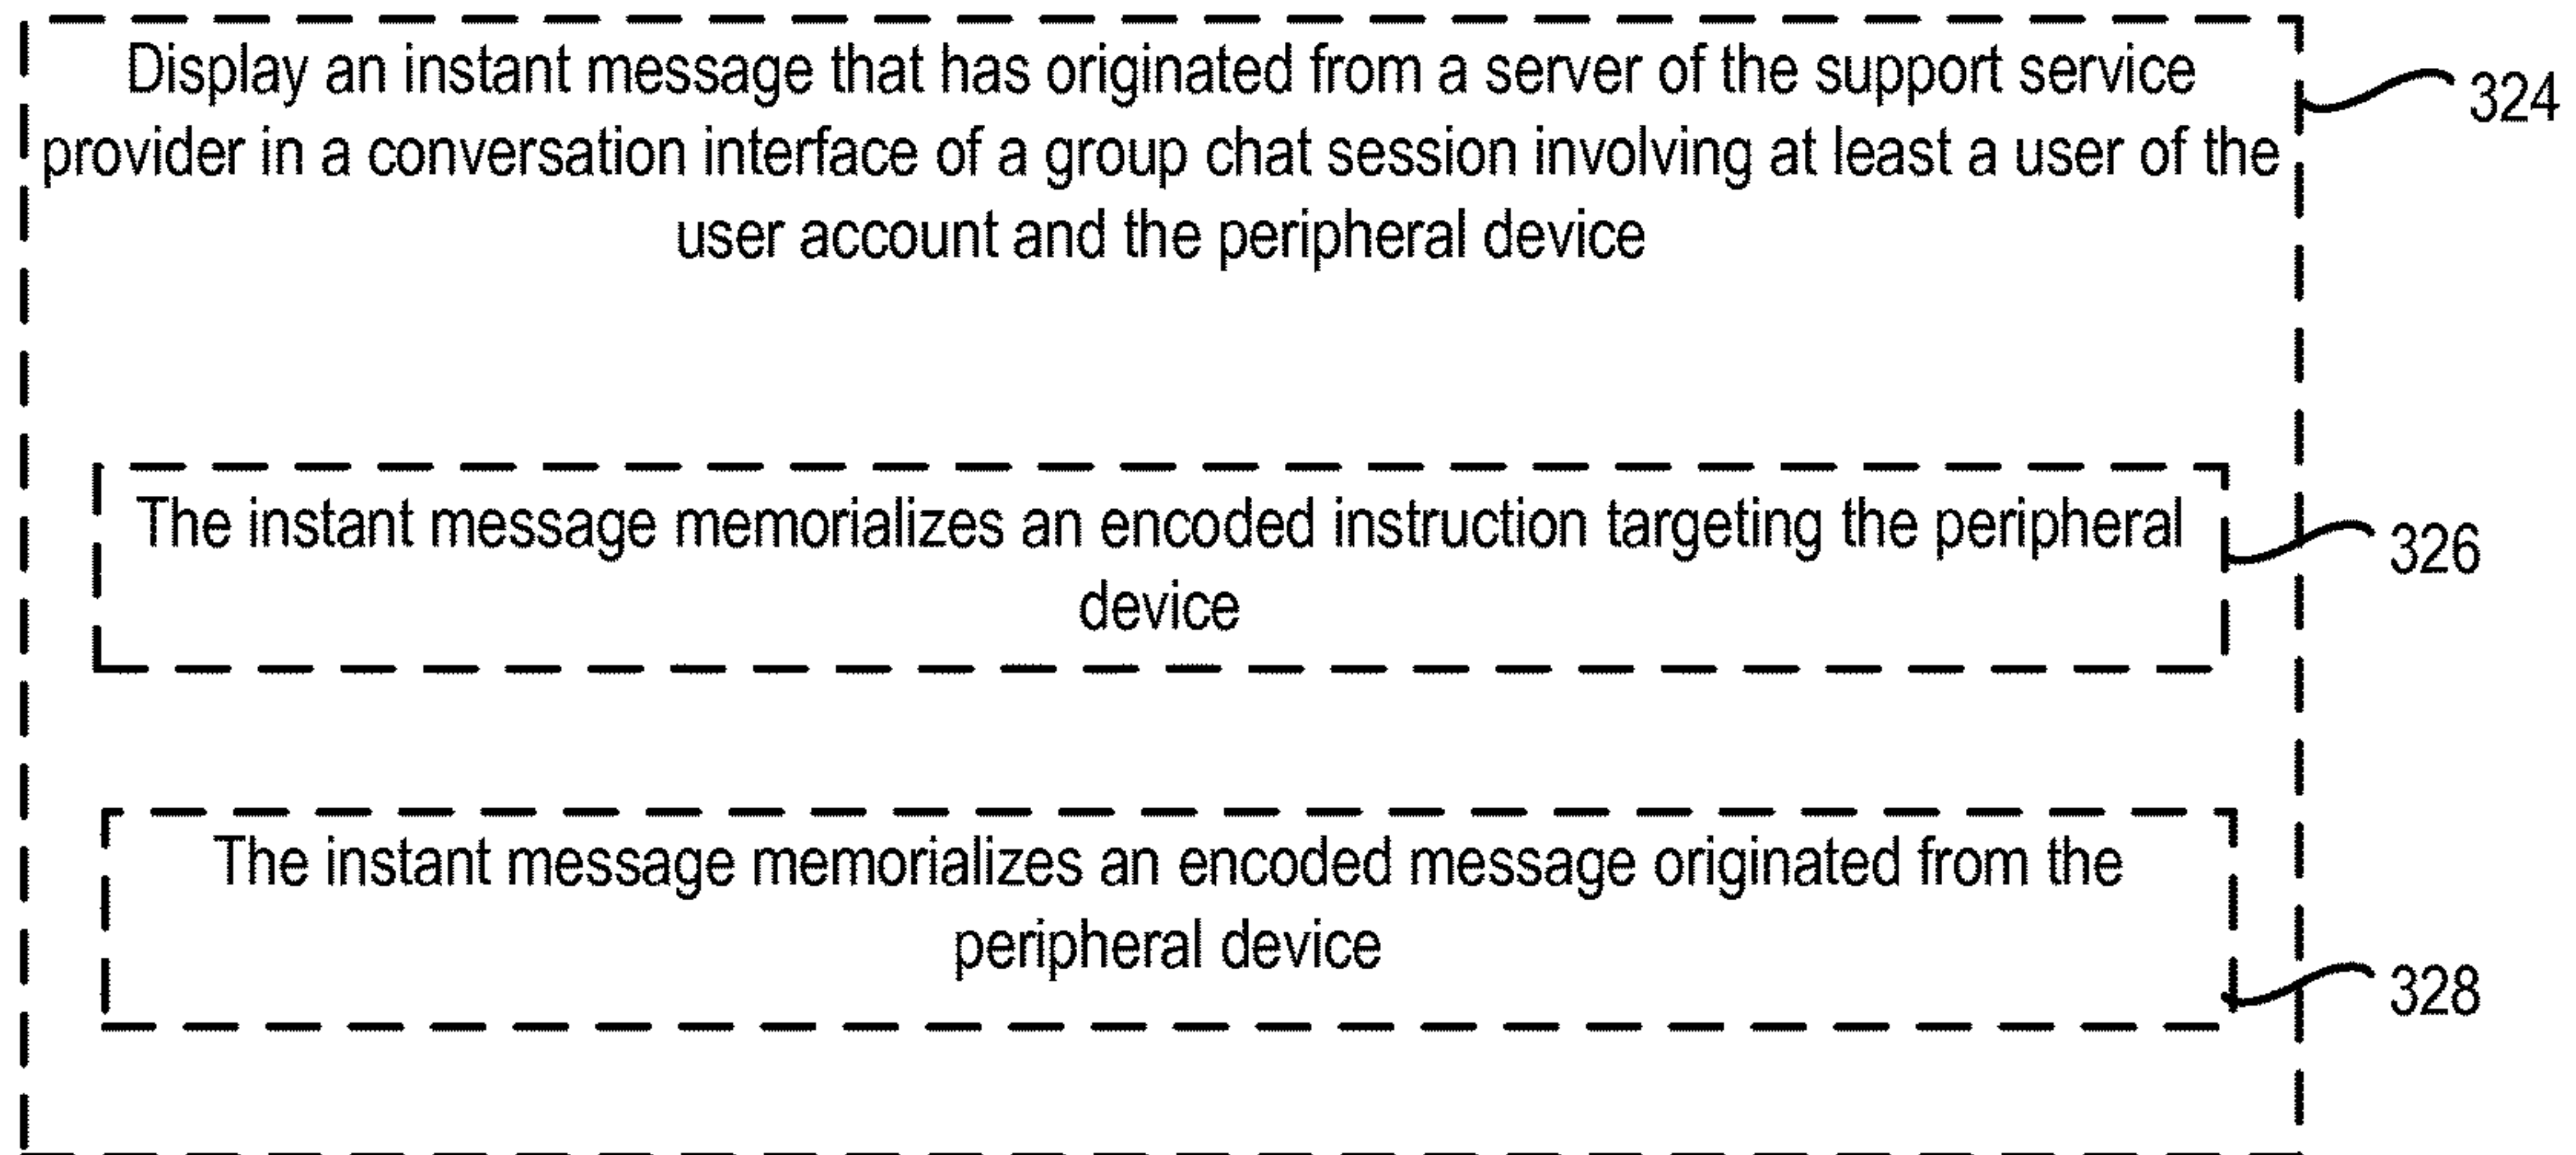 Display an instant message that has originated from a server of the support service
provider in a conversation interface of a group chat session involving at least a user of the
user account and the peripheral device
324
The instant message memorializes an encoded instruction targeting the peripheral
device
326
The instant message memorializes an encoded message originated from the
peripheral device
328